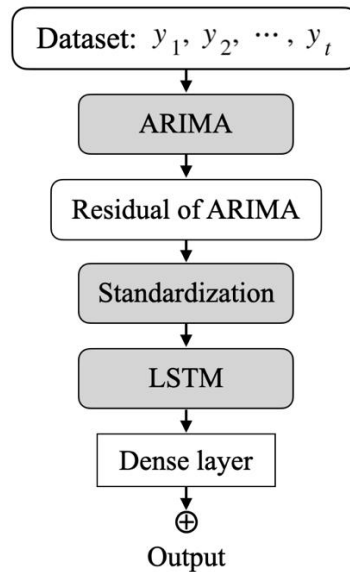 Dataset: y₁, y₂, ⋯, yₜ
ARIMA
Residual of ARIMA
Standardization
LSTM
Dense layer
⊕
Output